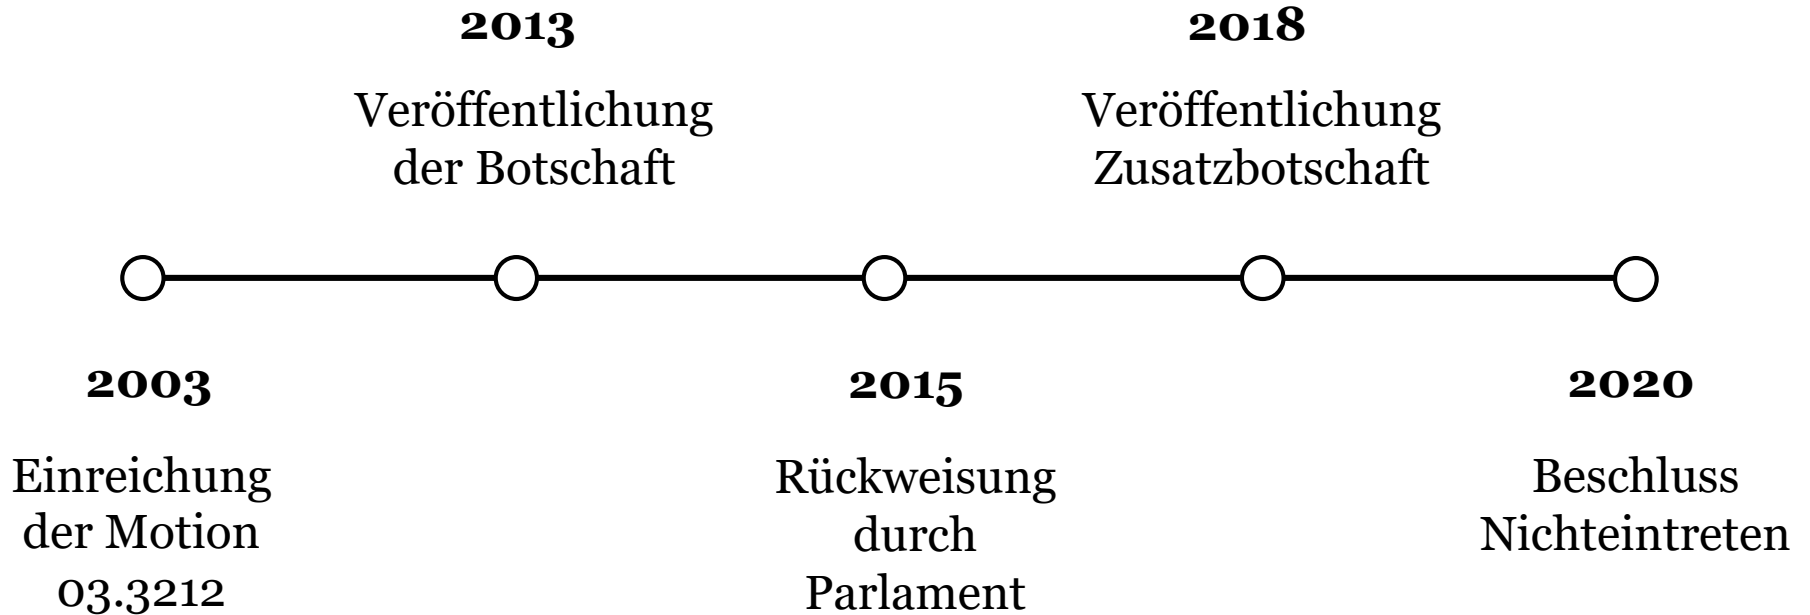 2013
Veröffentlichung
der Botschaft
2018
Veröffentlichung
Zusatzbotschaft
2003
Einreichung
der Motion
03.3212
2015
Rückweisung
durch
Parlament
2020
Beschluss
Nichteintreten